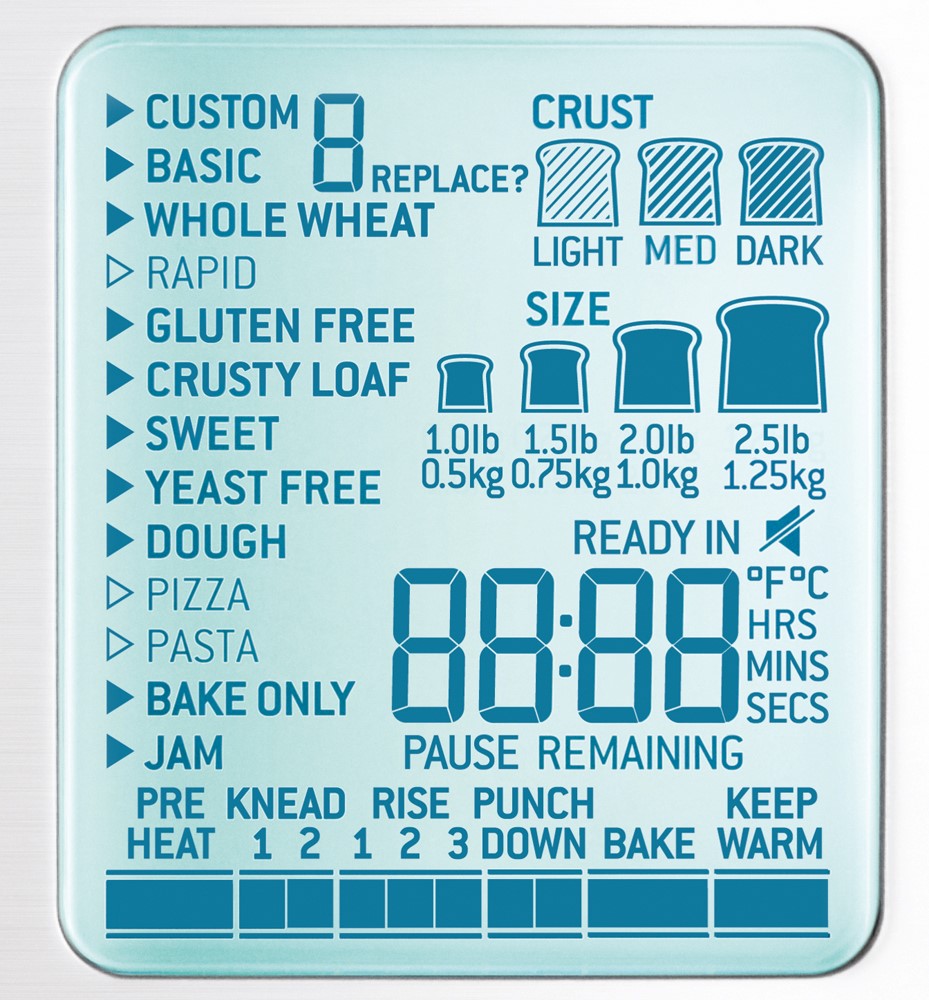 CUSTOM 8
BASIC REPLACE?
WHOLE WHEAT
RAPID
GLUTEN FREE
CRUSTY LOAF
SWEET
YEAST FREE
DOUGH
PIZZA
PASTA
BAKE ONLY
JAM
CRUST
LIGHT MED DARK
SIZE
1.0lb 1.5lb 2.0lb 2.5lb
0.5kg 0.75kg 1.0kg 1.25kg
READY IN
88:88
°F°C
HRS
MINS
SECS
PAUSE REMAINING
PRE KNEAD RISE PUNCH KEEP
HEAT 1 2 1 2 3 DOWN BAKE WARM